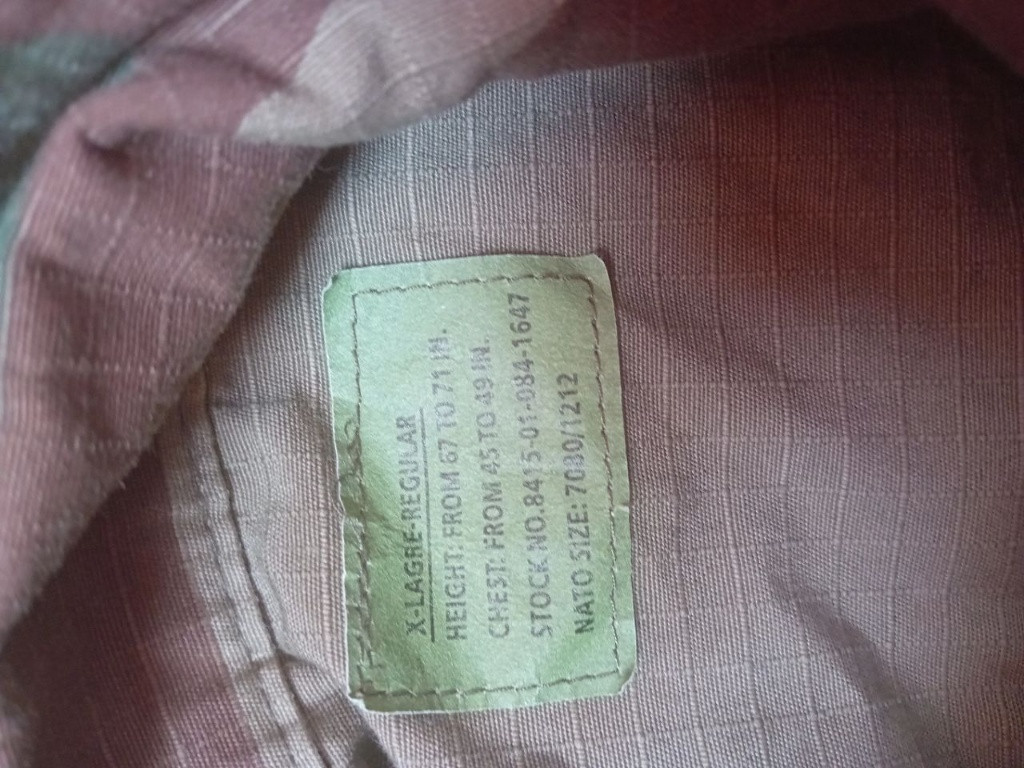 X-LAGRE-REGULAR
HEIGHT: FROM 67 TO 71 IN.
CHEST: FROM 45 TO 49 IN.
STOCK NO.8415-01-084-1647
NATO SIZE: 7080/1212